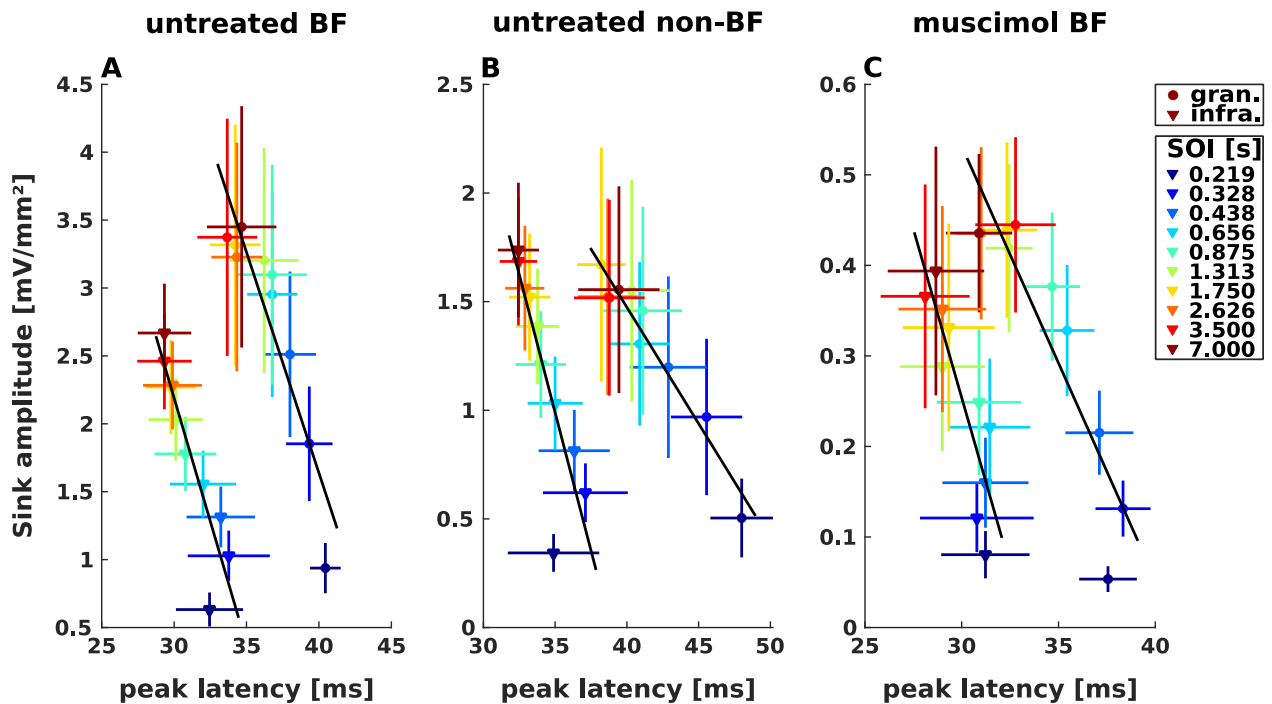 untreated BF
untreated non-BF
muscimol BF
A
B
C
Sink amplitude [mV/mm²]
4.5
4
3.5
3
2.5
2
1.5
1
0.5
25 30 35 40 45
peak latency [ms]
2.5
2
1.5
1
0.5
0
30 35 40 45 50
peak latency [ms]
0.6
0.5
0.4
0.3
0.2
0.1
0
25 30 35 40
peak latency [ms]
gran.
infra.
SOI [s]
0.219
0.328
0.438
0.656
0.875
1.313
1.750
2.626
3.500
7.000